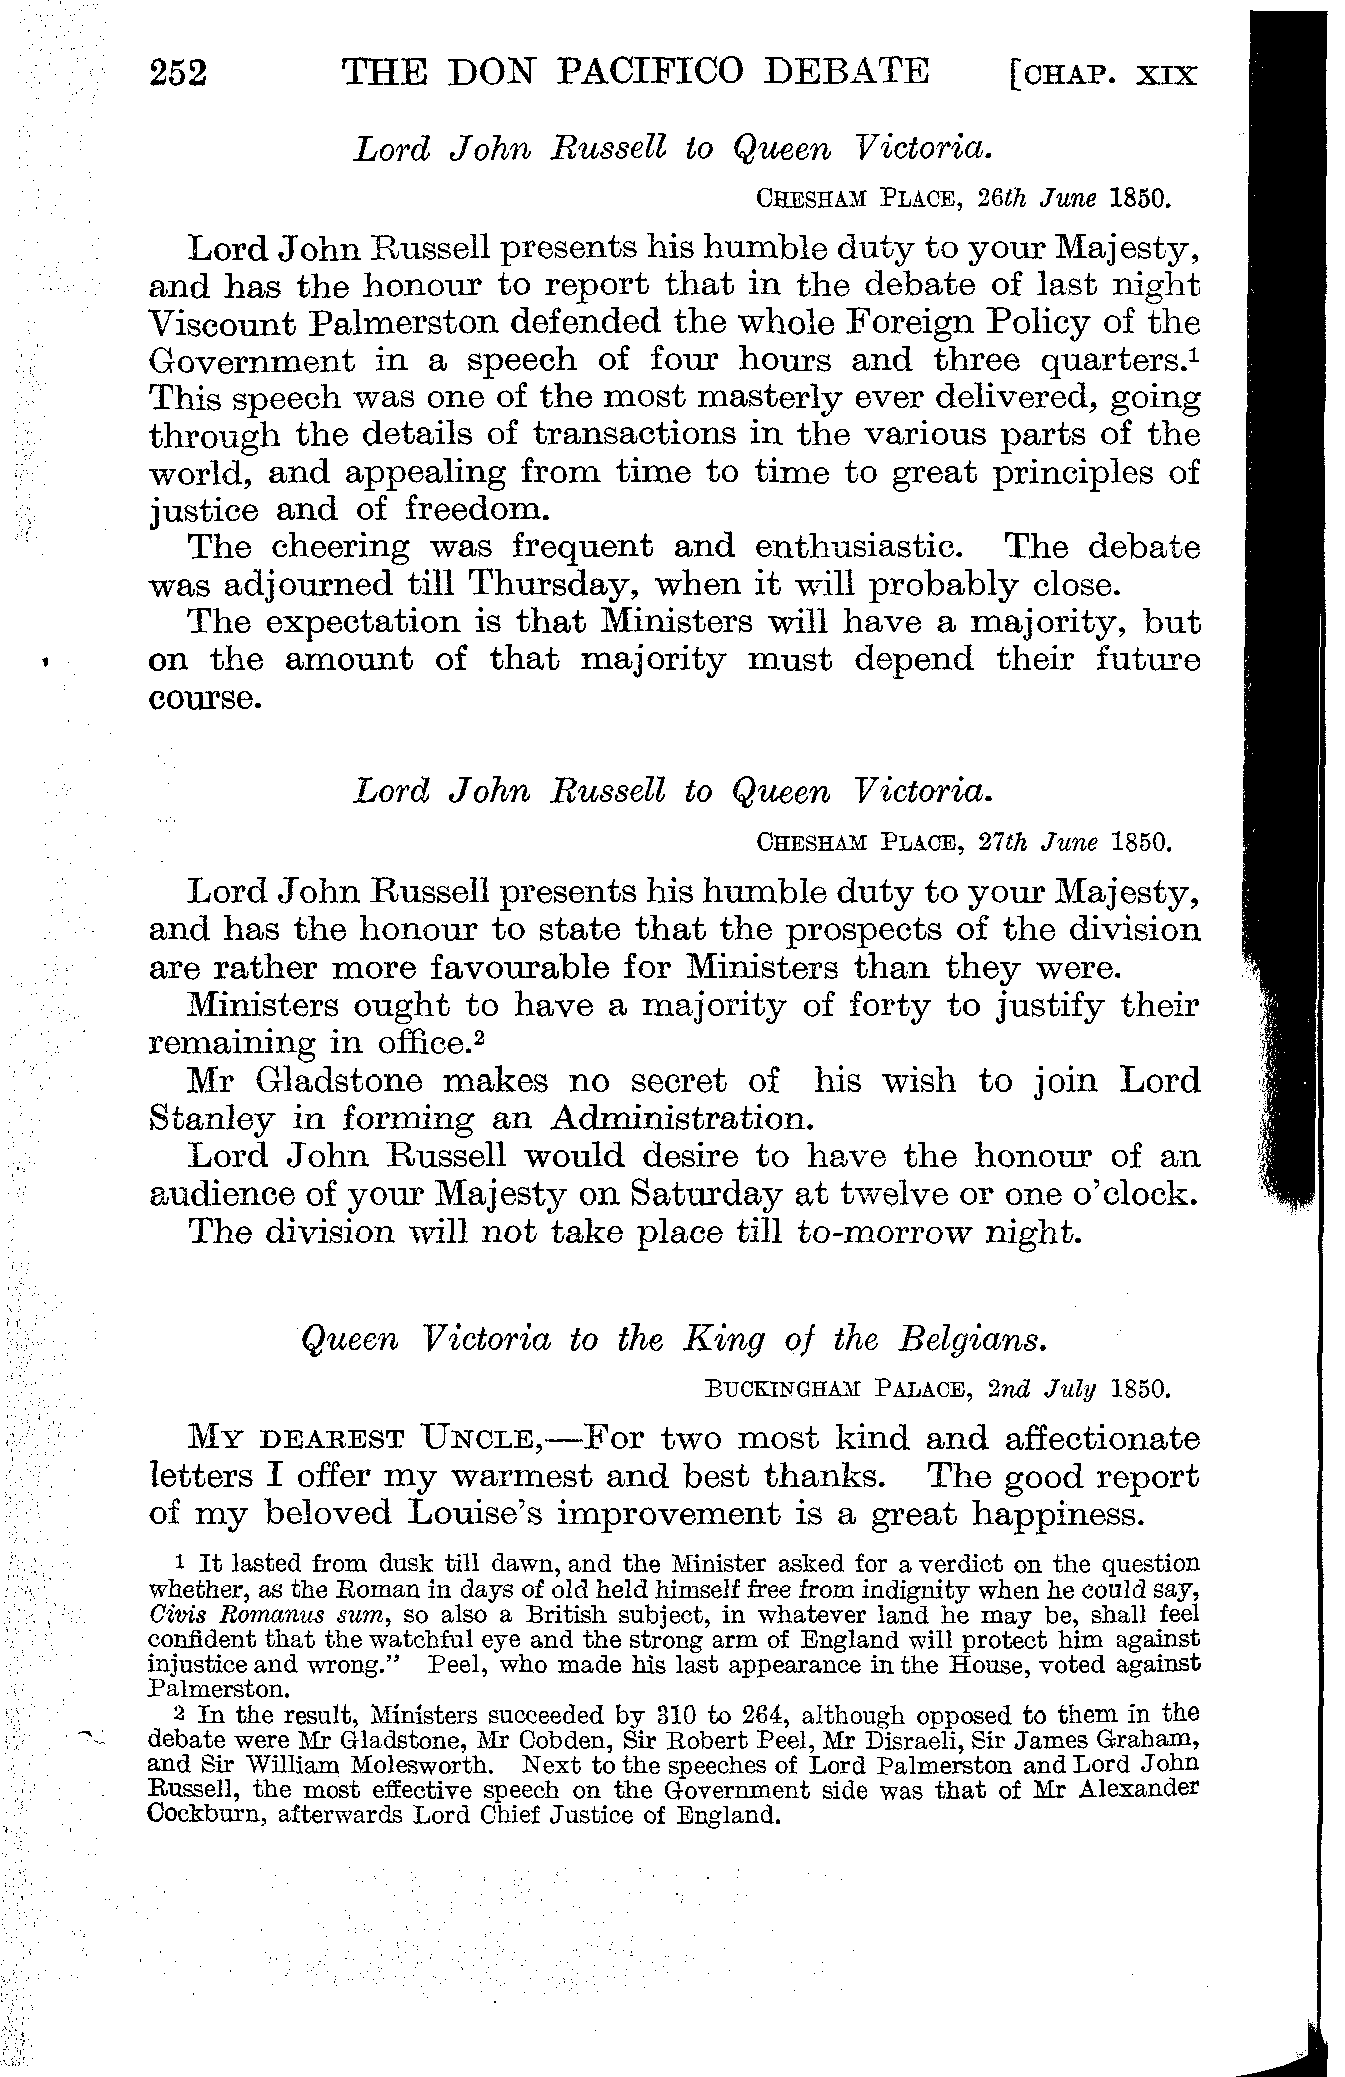 252 THE DON PACIFICO DEBATE [CHAP. XIX
Lord John Russell to Queen Victoria.
CHESHAM PLACE, 26th June 1850.
Lord John Russell presents his humble duty to your Majesty,
and has the honour to report that in the debate of last night
Viscount Palmerston defended the whole Foreign Policy of the
Government in a speech of four hours and three quarters.¹
This speech was one of the most masterly ever delivered, going
through the details of transactions in the various parts of the
world, and appealing from time to time to great principles of
justice and of freedom.
The cheering was frequent and enthusiastic. The debate
was adjourned till Thursday, when it will probably close.
The expectation is that Ministers will have a majority, but
on the amount of that majority must depend their future
course.
Lord John Russell to Queen Victoria.
CHESHAM PLACE, 27th June 1850.
Lord John Russell presents his humble duty to your Majesty,
and has the honour to state that the prospects of the division
are rather more favourable for Ministers than they were.
Ministers ought to have a majority of forty to justify their
remaining in office.²
Mr Gladstone makes no secret of his wish to join Lord
Stanley in forming an Administration.
Lord John Russell would desire to have the honour of an
audience of your Majesty on Saturday at twelve or one o'clock.
The division will not take place till to-morrow night.
Queen Victoria to the King of the Belgians.
BUCKINGHAM PALACE, 2nd July 1850.
MY DEAREST UNCLE,—For two most kind and affectionate
letters I offer my warmest and best thanks. The good report
of my beloved Louise's improvement is a great happiness.
¹ It lasted from dusk till dawn, and the Minister asked for a verdict on the question
whether, as the Roman in days of old held himself free from indignity when he could say,
Civis Romanus sum, so also a British subject, in whatever land he may be, shall feel
confident that the watchful eye and the strong arm of England will protect him against
injustice and wrong." Peel, who made his last appearance in the House, voted against
Palmerston.
² In the result, Ministers succeeded by 310 to 264, although opposed to them in the
debate were Mr Gladstone, Mr Cobden, Sir Robert Peel, Mr Disraeli, Sir James Graham,
and Sir William Molesworth. Next to the speeches of Lord Palmerston and Lord John
Russell, the most effective speech on the Government side was that of Mr Alexander
Cockburn, afterwards Lord Chief Justice of England.